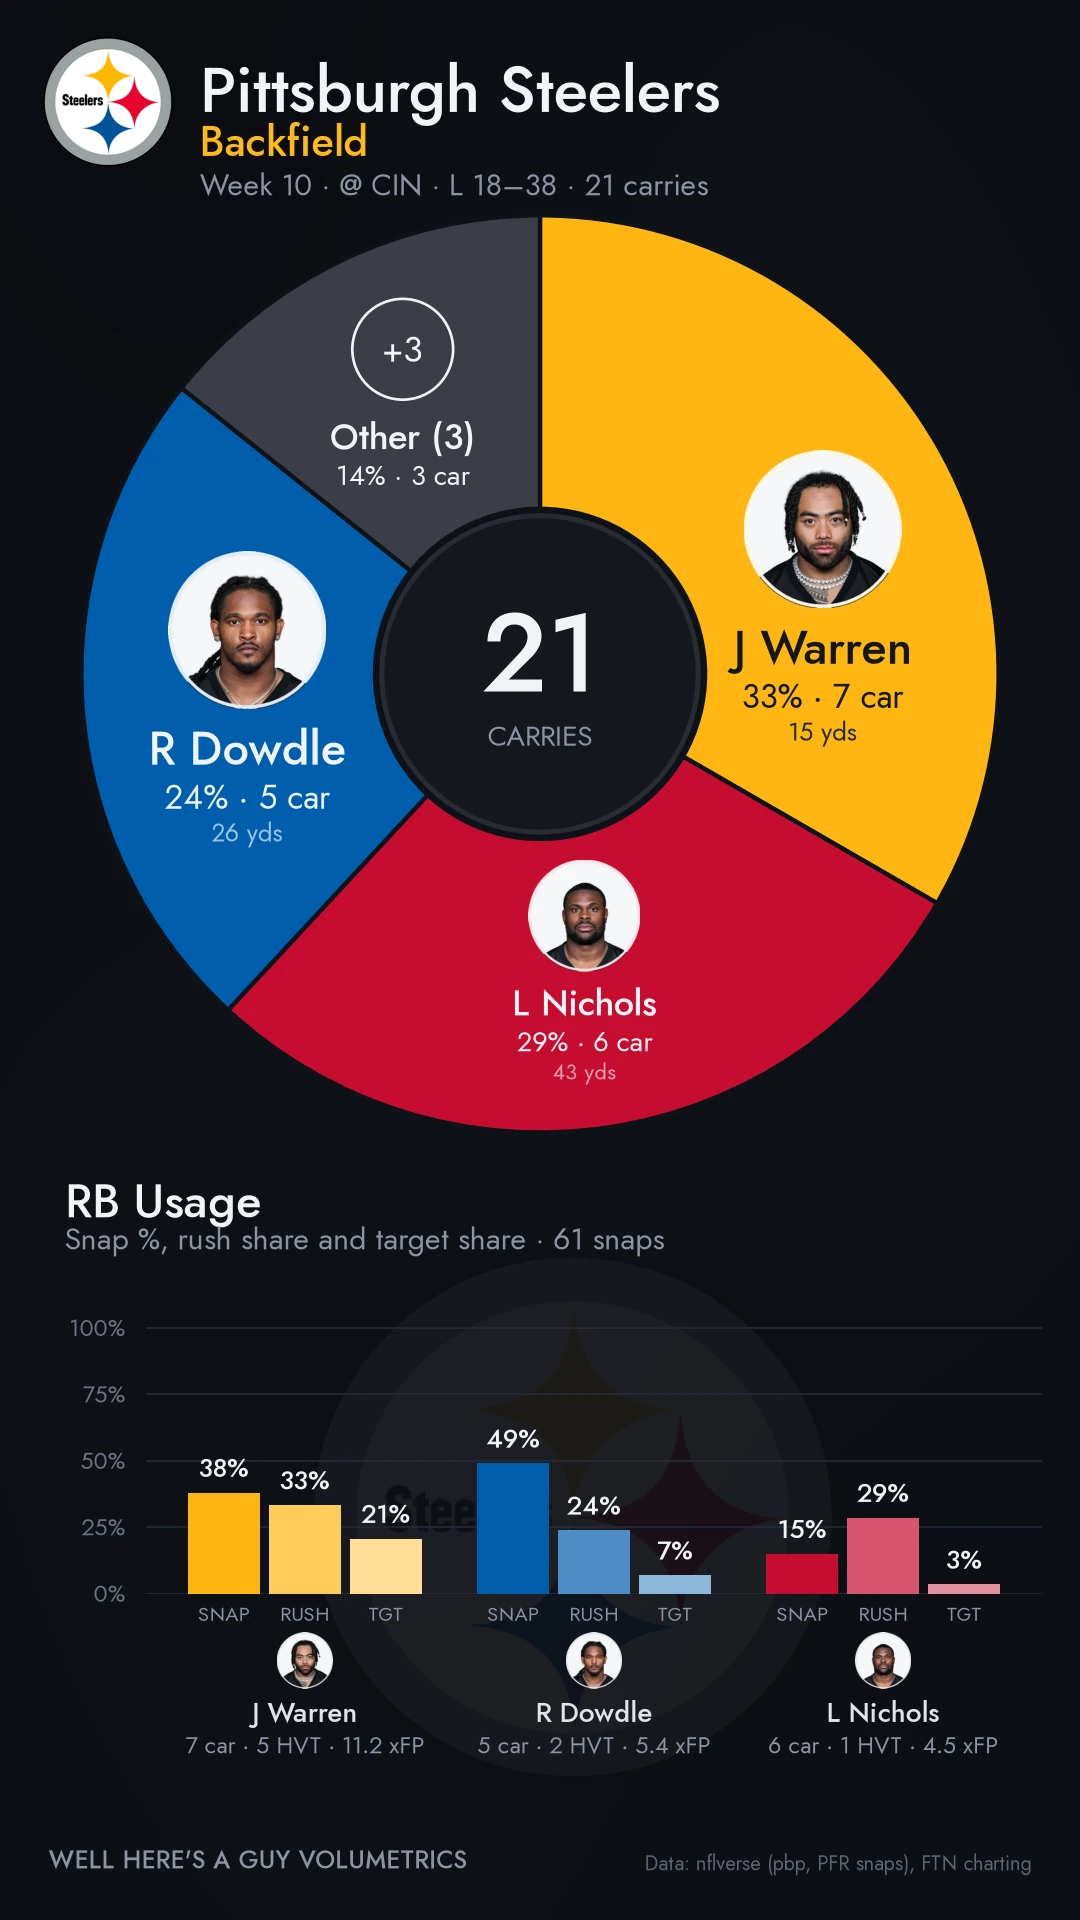 Steelers
Pittsburgh Steelers
Backfield
Week 10 · @ CIN · L 18–38 · 21 carries
+3
Other (3)
14% · 3 car
J Warren
33% · 7 car
15 yds
R Dowdle
24% · 5 car
26 yds
21
CARRIES
L Nichols
29% · 6 car
43 yds
RB Usage
Snap %, rush share and target share · 61 snaps
100%
75%
50%
25%
0%
38% 33% 21% 49% 24% 7% 15% 29% 3%
SNAP RUSH TGT SNAP RUSH TGT SNAP RUSH TGT
J Warren R Dowdle L Nichols
7 car · 5 HVT · 11.2 xFP 5 car · 2 HVT · 5.4 xFP 6 car · 1 HVT · 4.5 xFP
WELL HERE'S A GUY VOLUMETRICS
Data: nflverse (pbp, PFR snaps), FTN charting